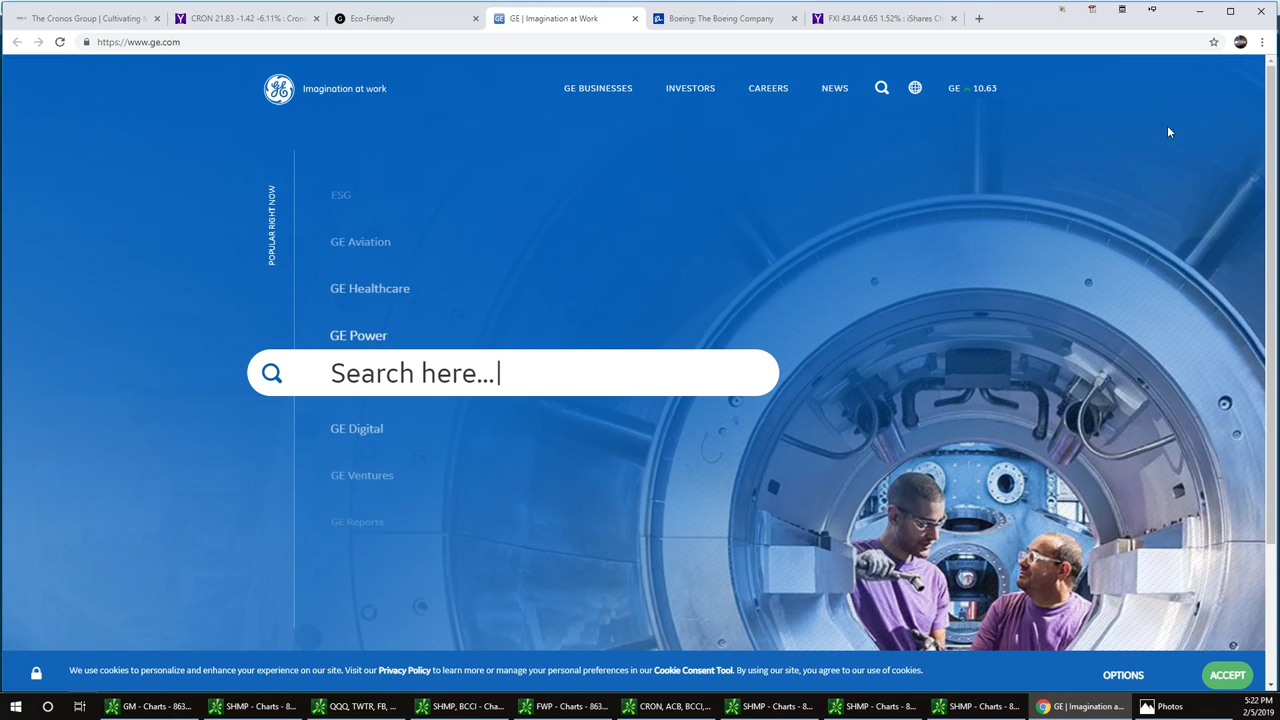 The Cronos Group | Cultivating
CRON 21.83 -1.42 -6.11% : Cron
Eco-Friendly
GE | Imagination at Work
Boeing: The Boeing Company
FXI 43.44 0.65 1.52% : iShares Ch
https://www.ge.com
Imagination at work
GE BUSINESSES
INVESTORS
CAREERS
NEWS
GE 10.63
POPULAR RIGHT NOW
ESG
GE Aviation
GE Healthcare
GE Power
Search here...
GE Digital
GE Ventures
GE Reports
We use cookies to personalize and enhance your experience on our site. Visit our Privacy Policy to learn more or manage your personal preferences in our Cookie Consent Tool. By using our site, you agree to our use of cookies.
OPTIONS
ACCEPT
GM - Charts - 863...
SHMP - Charts - 8...
QQQ, TWTR, FB, ...
SHMP, BCCI - Cha...
FWP - Charts - 863...
CRON, ACB, BCCI,...
SHMP - Charts - 8...
SHMP - Charts - 8...
SHMP - Charts - 8...
GE | Imagination a...
Photos
5:22 PM
2/5/2019